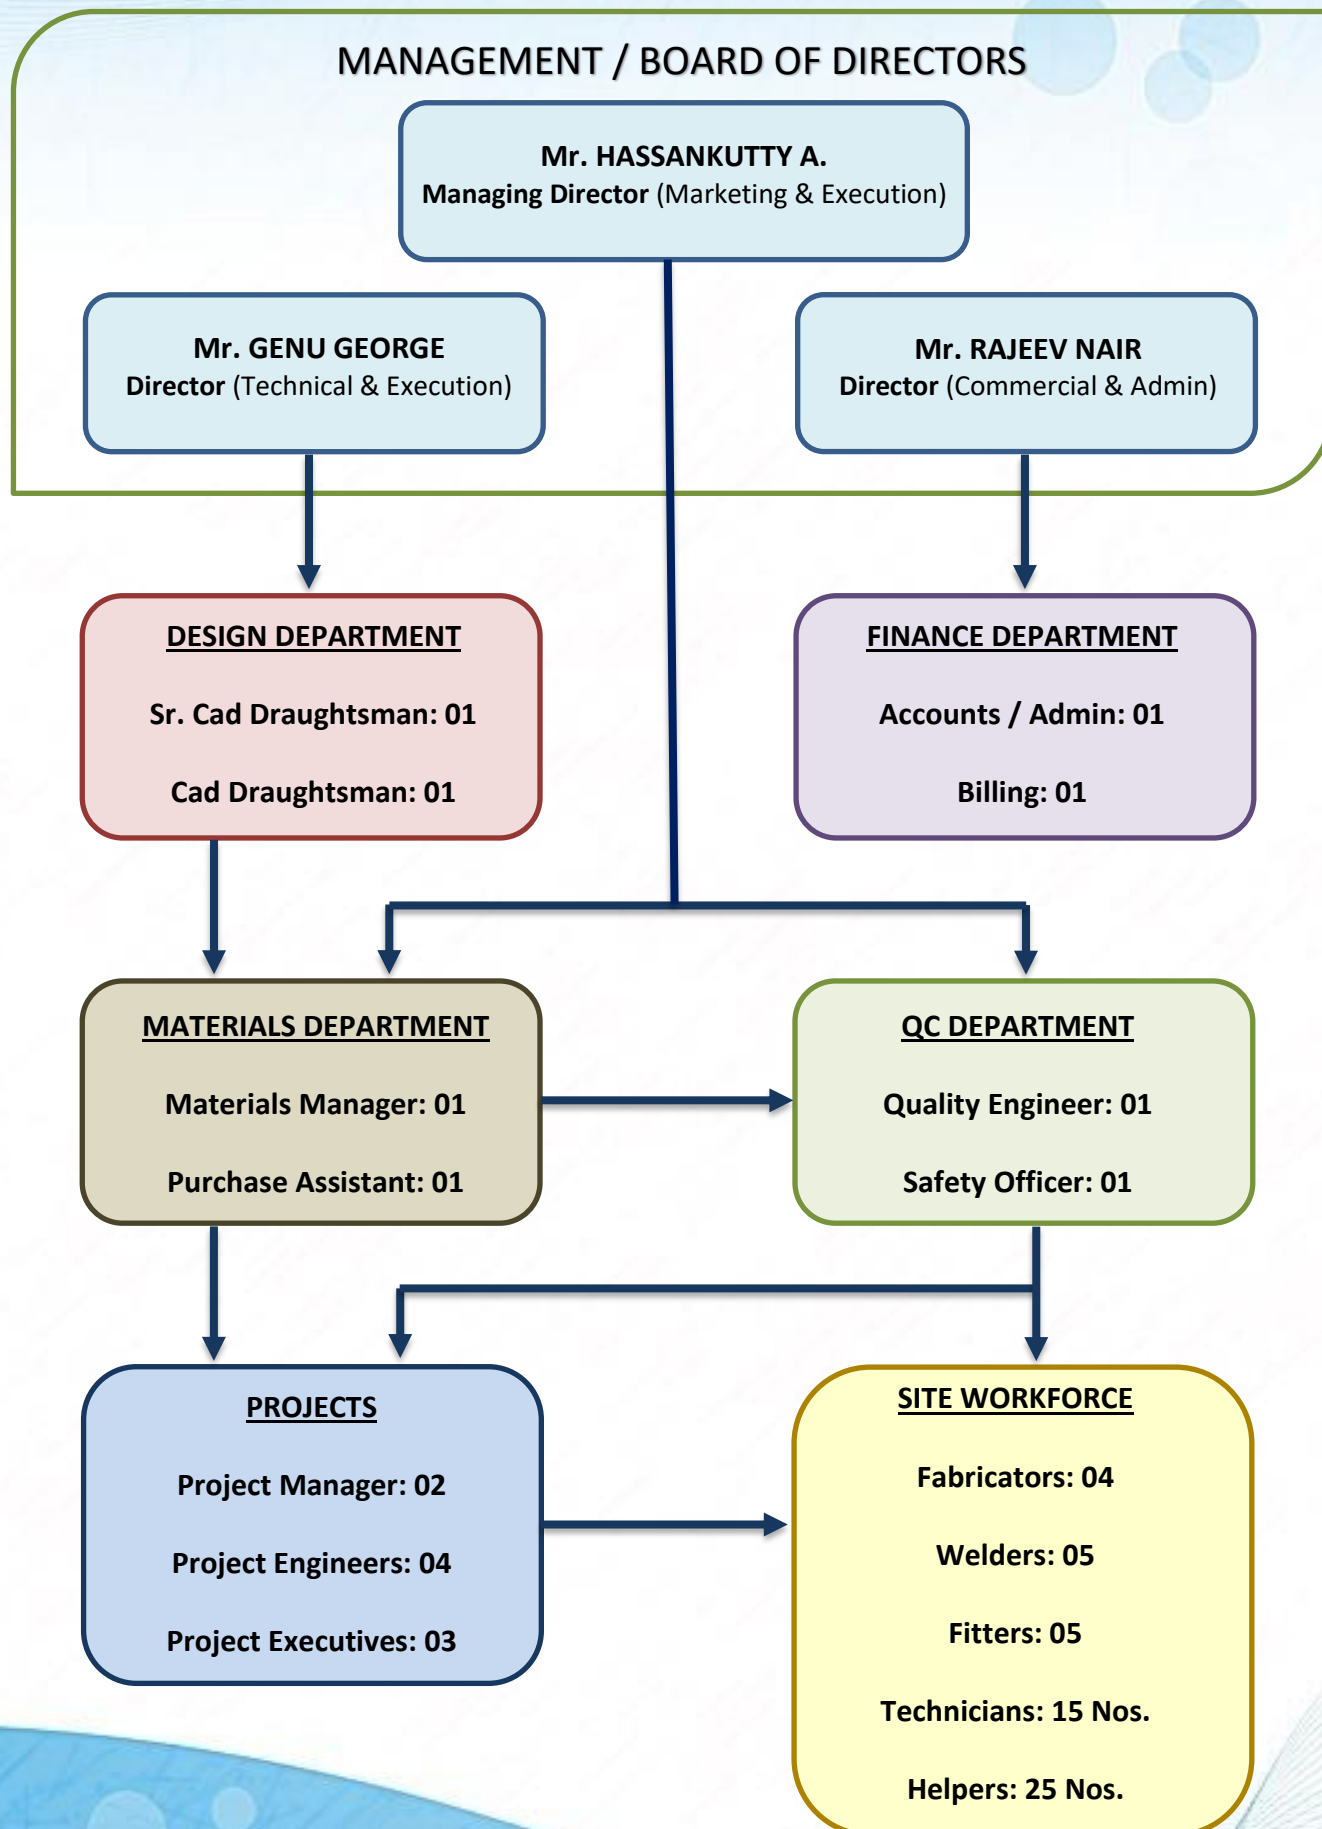 MANAGEMENT / BOARD OF DIRECTORS
Mr. HASSANKUTTY A.
Managing Director (Marketing & Execution)
Mr. GENU GEORGE
Director (Technical & Execution)
Mr. RAJEEV NAIR
Director (Commercial & Admin)
DESIGN DEPARTMENT
Sr. Cad Draughtsman: 01
Cad Draughtsman: 01
FINANCE DEPARTMENT
Accounts / Admin: 01
Billing: 01
MATERIALS DEPARTMENT
Materials Manager: 01
Purchase Assistant: 01
QC DEPARTMENT
Quality Engineer: 01
Safety Officer: 01
PROJECTS
Project Manager: 02
Project Engineers: 04
Project Executives: 03
SITE WORKFORCE
Fabricators: 04
Welders: 05
Fitters: 05
Technicians: 15 Nos.
Helpers: 25 Nos.